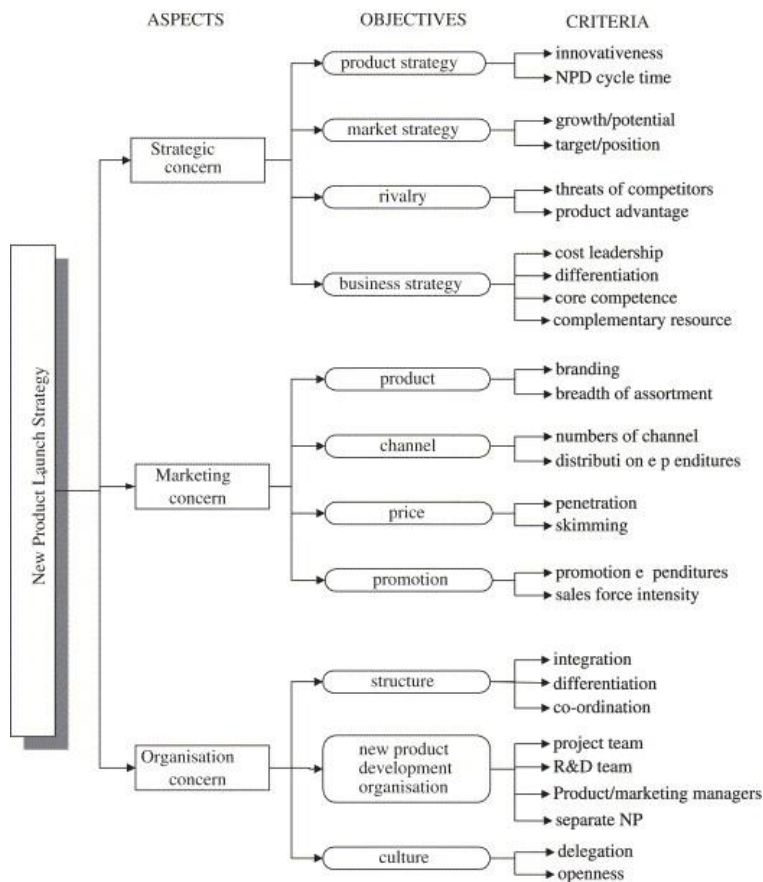 ASPECTS OBJECTIVES CRITERIA
New Product Launch Strategy
Strategic
concern
product strategy
innovativeness
NPD cycle time
market strategy
growth/potential
target/position
rivalry
threats of competitors
product advantage
business strategy
cost leadership
differentiation
core competence
complementary resource
Marketing
concern
product
branding
breadth of assortment
channel
numbers of channel
distributi on e p enditures
price
penetration
skimming
promotion
promotion e penditures
sales force intensity
Organisation
concern
structure
integration
differentiation
co-ordination
new product
development
organisation
project team
R&D team
Product/marketing managers
separate NP
culture
delegation
openness